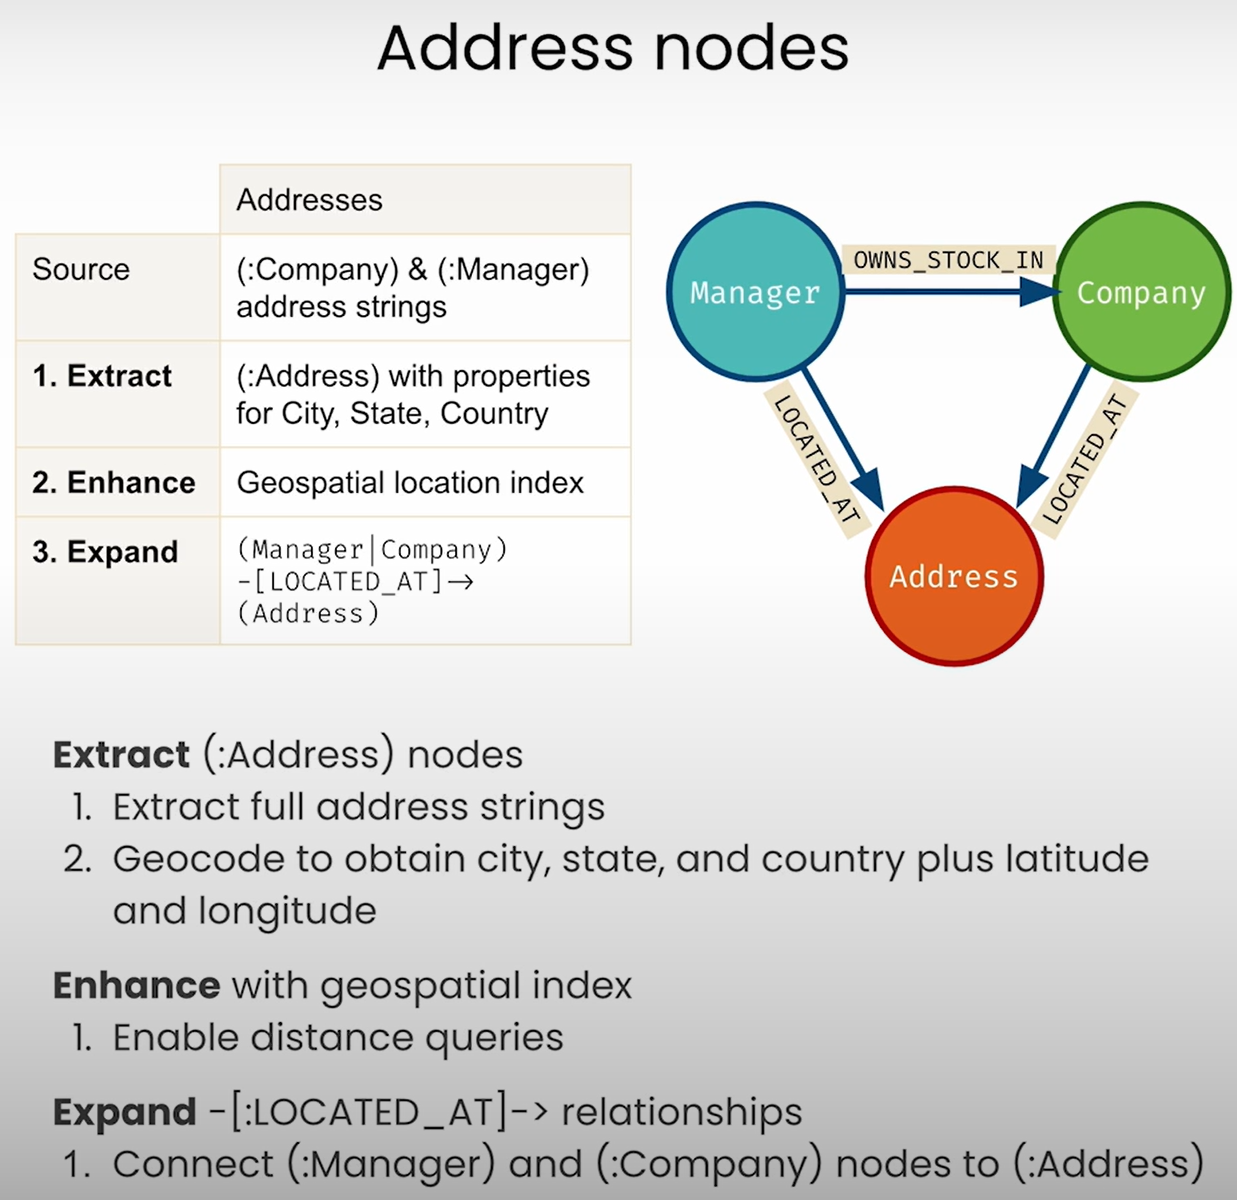 Address nodes
Addresses
Source
(:Company) & (:Manager)
address strings
1. Extract
(:Address) with properties
for City, State, Country
2. Enhance
Geospatial location index
3. Expand
(Manager|Company)
-[LOCATED_AT]→
(Address)
Manager
OWNS_STOCK_IN
Company
LOCATED_AT
LOCATED_AT
Address
Extract (:Address) nodes
1. Extract full address strings
2. Geocode to obtain city, state, and country plus latitude
and longitude
Enhance with geospatial index
1. Enable distance queries
Expand -[:LOCATED_AT]-> relationships
1. Connect (:Manager) and (:Company) nodes to (:Address)